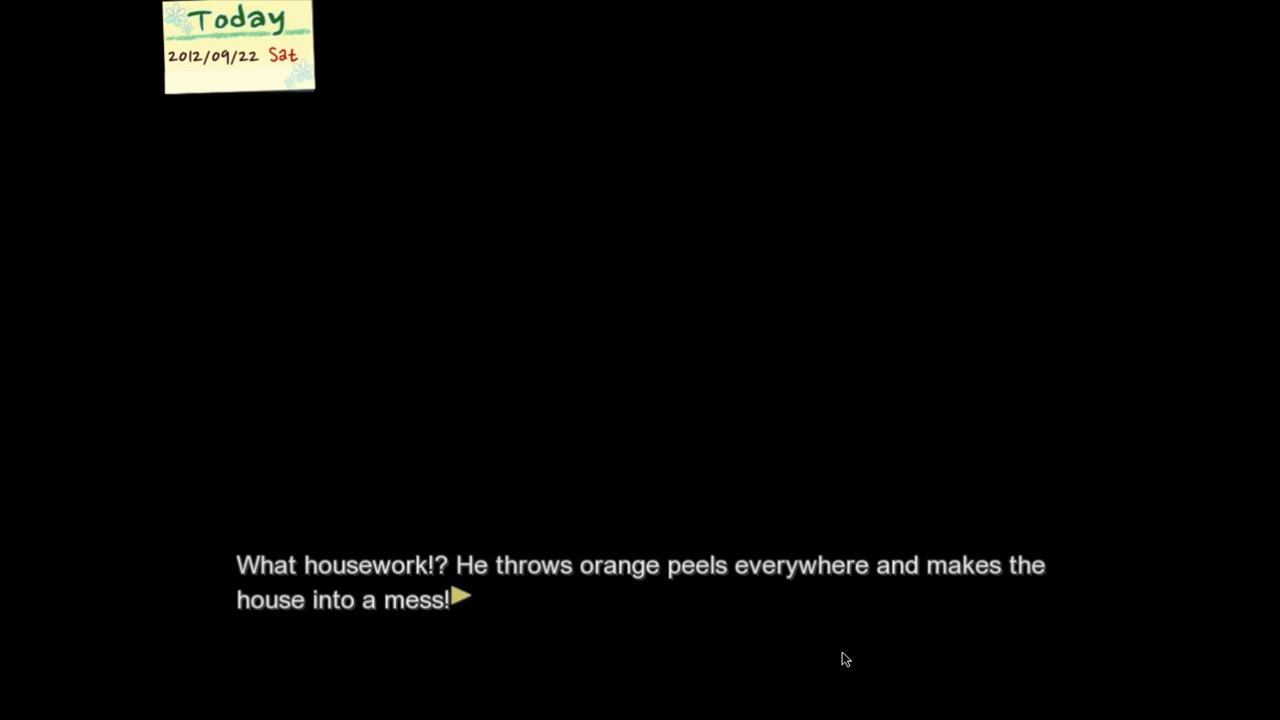 Today
2012/09/22 Sat
What housework!? He throws orange peels everywhere and makes the
house into a mess!